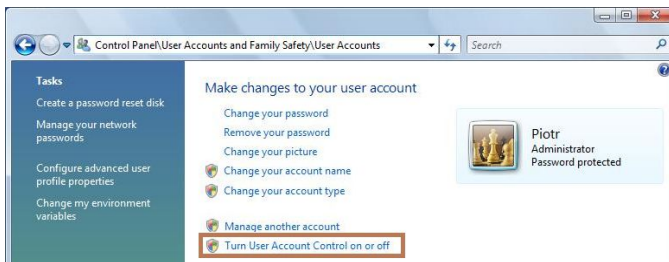 Control Panel\User Accounts and Family Safety\User Accounts
Search
Tasks
Create a password reset disk
Manage your network
passwords
Configure advanced user
profile properties
Change my environment
variables
Make changes to your user account
Change your password
Remove your password
Change your picture
Change your account name
Change your account type
Manage another account
Turn User Account Control on or off
Piotr
Administrator
Password protected